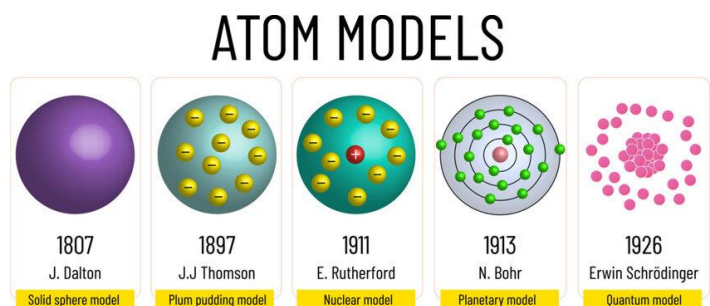 ATOM MODELS
1807
J. Dalton
Solid sphere model
1897
J.J Thomson
Plum pudding model
1911
E. Rutherford
Nuclear model
1913
N. Bohr
Planetary model
1926
Erwin Schrödinger
Quantum model